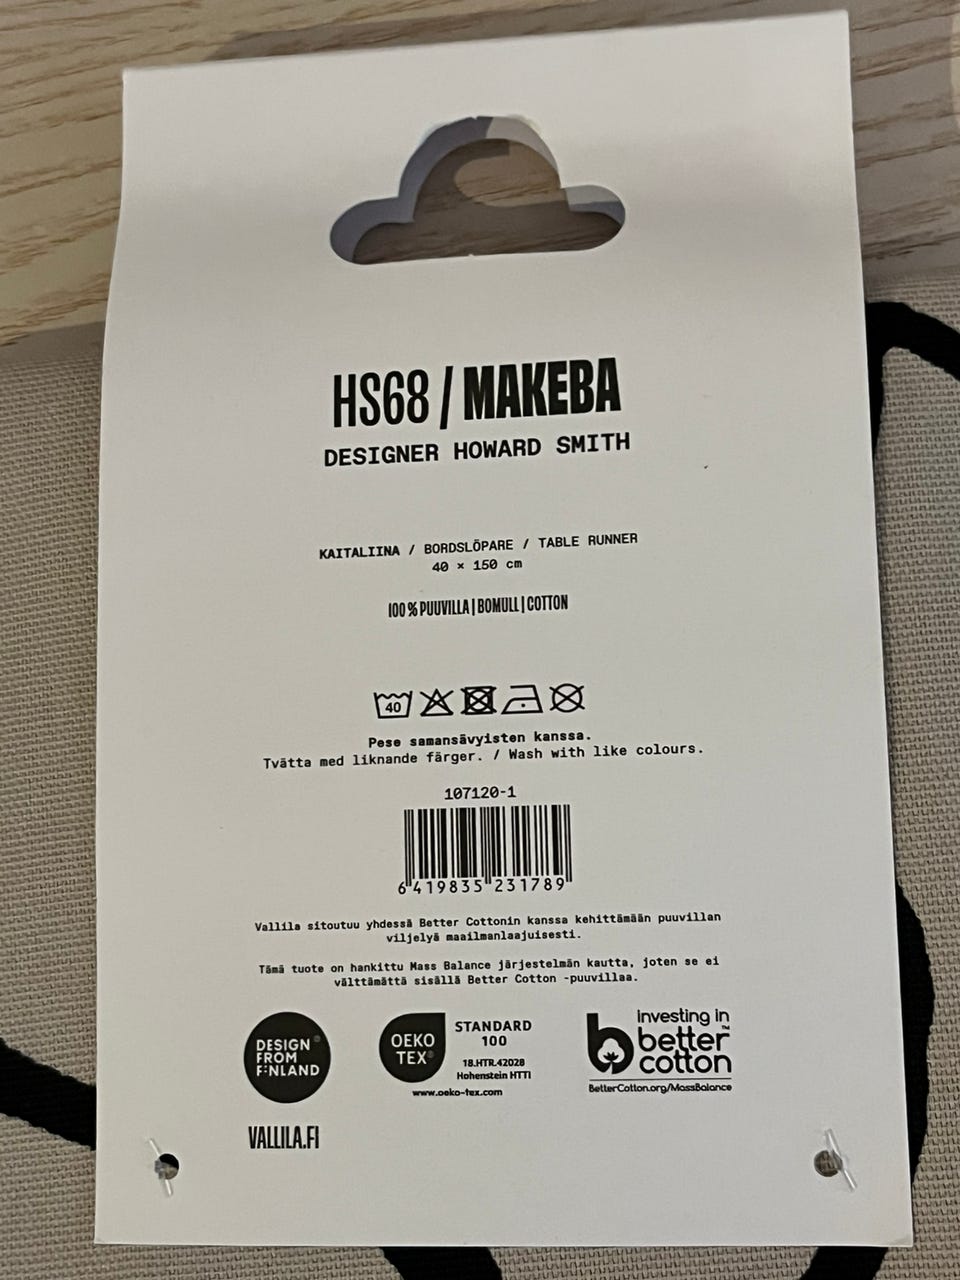 HS68 / MAKEBA
DESIGNER HOWARD SMITH
KAITALIINA / BORDSLÖPARE / TABLE RUNNER
40 × 150 cm
100 % PUUVILLA | BOMULL | COTTON
40
Pese samansävyisten kanssa.
Tvätta med liknande färger. / Wash with like colours.
107120-1
6 419835 231789
Vallila sitoutuu yhdessä Better Cottonin kanssa kehittämään puuvillan
viljelyä maailmanlaajuisesti.
Tämä tuote on hankittu Mass Balance järjestelmän kautta, joten se ei
välttämättä sisällä Better Cotton -puuvillaa.
DESIGN®
FROM
FINLAND
OEKO
TEX®
STANDARD
100
18.HTR.42028
Hohenstein HTTI
www.oeko-tex.com
investing in
better™
cotton
BetterCotton.org/MassBalance
VALLILA.FI